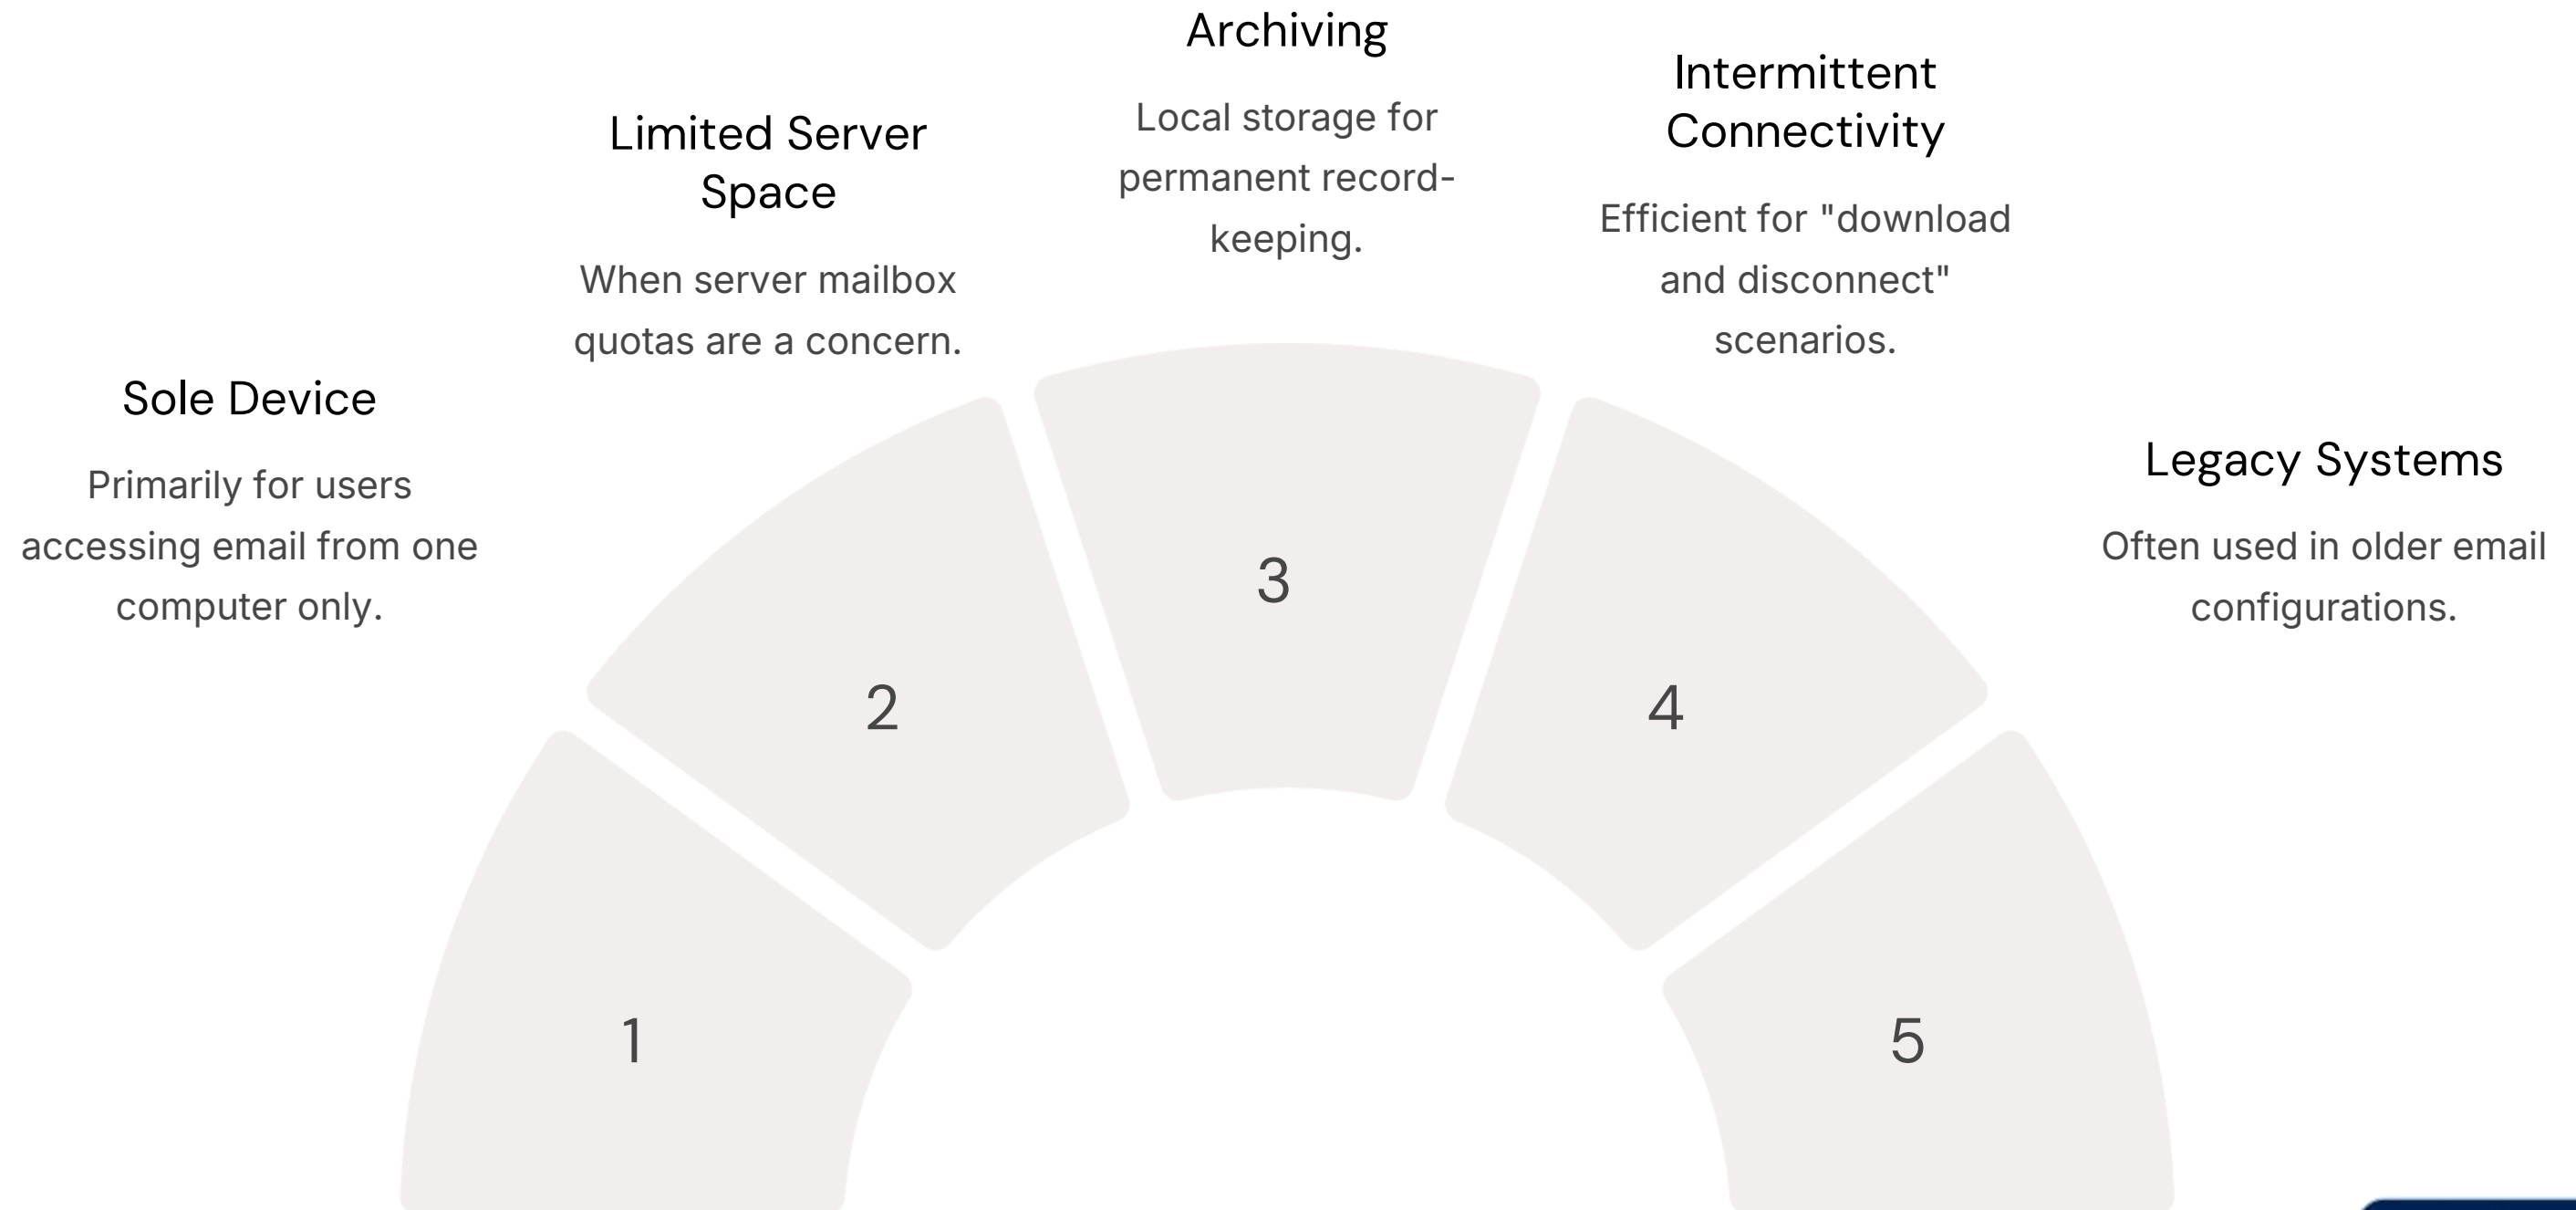 Sole Device
Primarily for users
accessing email from one
computer only.
Limited Server
Space
When server mailbox
quotas are a concern.
Archiving
Local storage for
permanent record-
keeping.
Intermittent
Connectivity
Efficient for "download
and disconnect"
scenarios.
Legacy Systems
Often used in older email
configurations.
1
2
3
4
5